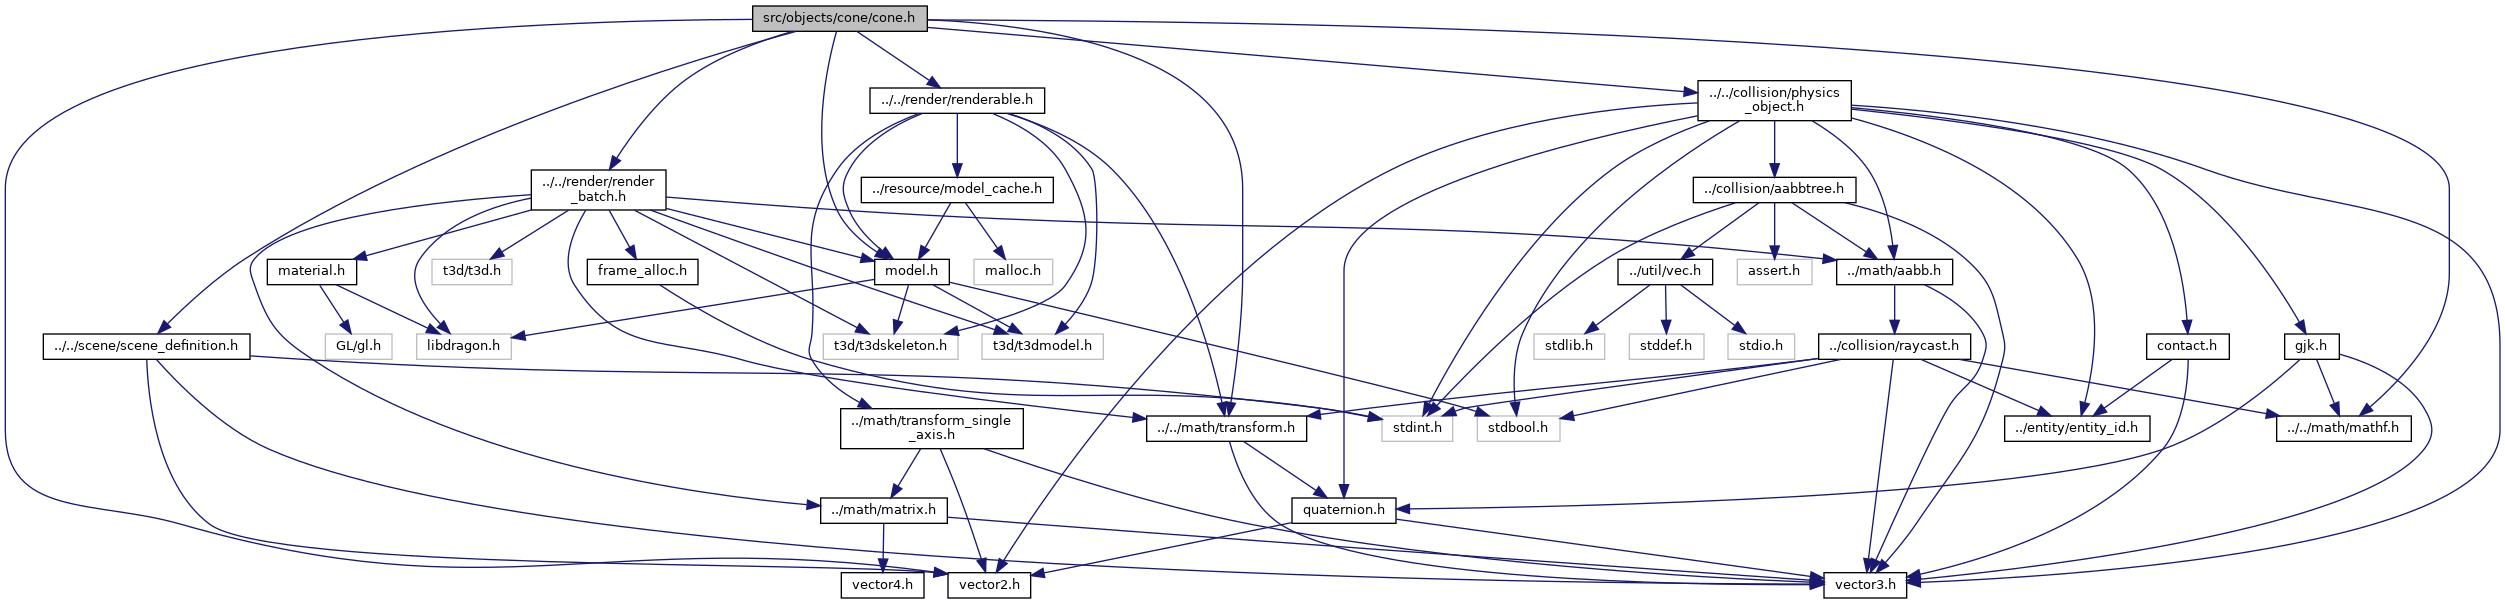 src/objects/cone/cone.h
../../render/renderable.h
../../collision/physics
_object.h
../../render/render
_batch.h
../resource/model_cache.h
../collision/aabbtree.h
material.h
t3d/t3d.h
frame_alloc.h
model.h
malloc.h
../util/vec.h
assert.h
../math/aabb.h
../../scene/scene_definition.h
GL/gl.h
libdragon.h
t3d/t3dskeleton.h
t3d/t3dmodel.h
stdlib.h
stddef.h
stdio.h
../collision/raycast.h
contact.h
gjk.h
../math/transform_single
_axis.h
../../math/transform.h
stdint.h
stdbool.h
../entity/entity_id.h
../../math/mathf.h
../math/matrix.h
quaternion.h
vector4.h
vector2.h
vector3.h